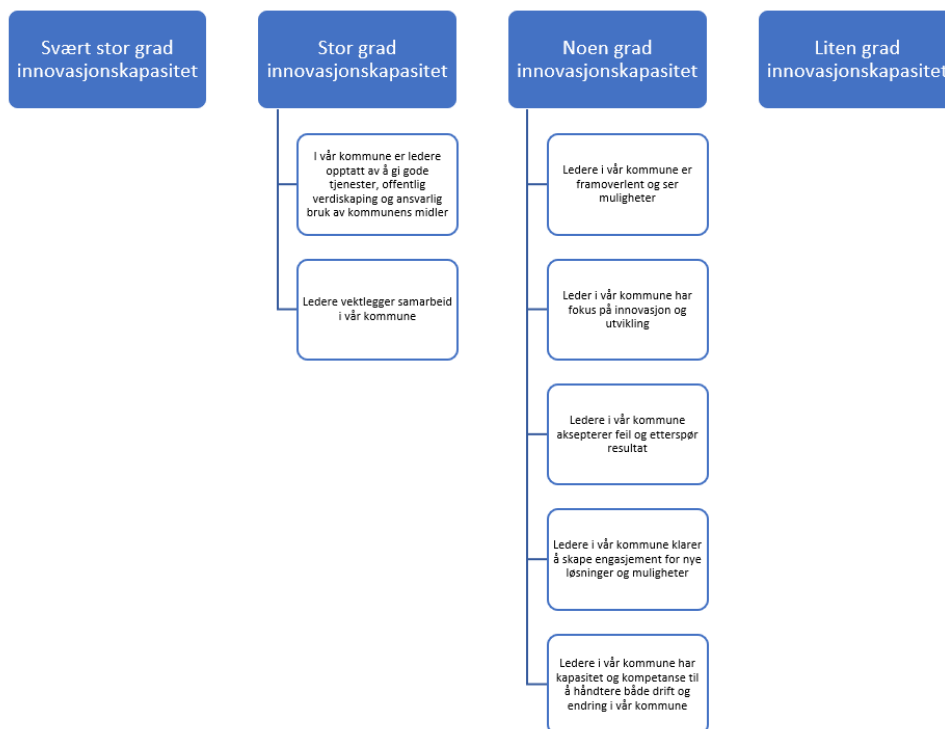 Svært stor grad
innovasjonskapasitet
Stor grad
innovasjonskapasitet
Noen grad
innovasjonskapasitet
Liten grad
innovasjonskapasitet
I vår kommune er ledere
opptatt av å gi gode
tjenester, offentlig
verdiskaping og ansvarlig
bruk av kommunens midler
Ledere vektlegger samarbeid
i vår kommune
Ledere i vår kommune er
framoverlent og ser
muligheter
Leder i vår kommune har
fokus på innovasjon og
utvikling
Ledere i vår kommune
aksepterer feil og etterspør
resultat
Ledere i vår kommune klarer
å skape engasjement for nye
løsninger og muligheter
Ledere i vår kommune har
kapasitet og kompetanse til
å håndtere både drift og
endring i vår kommune